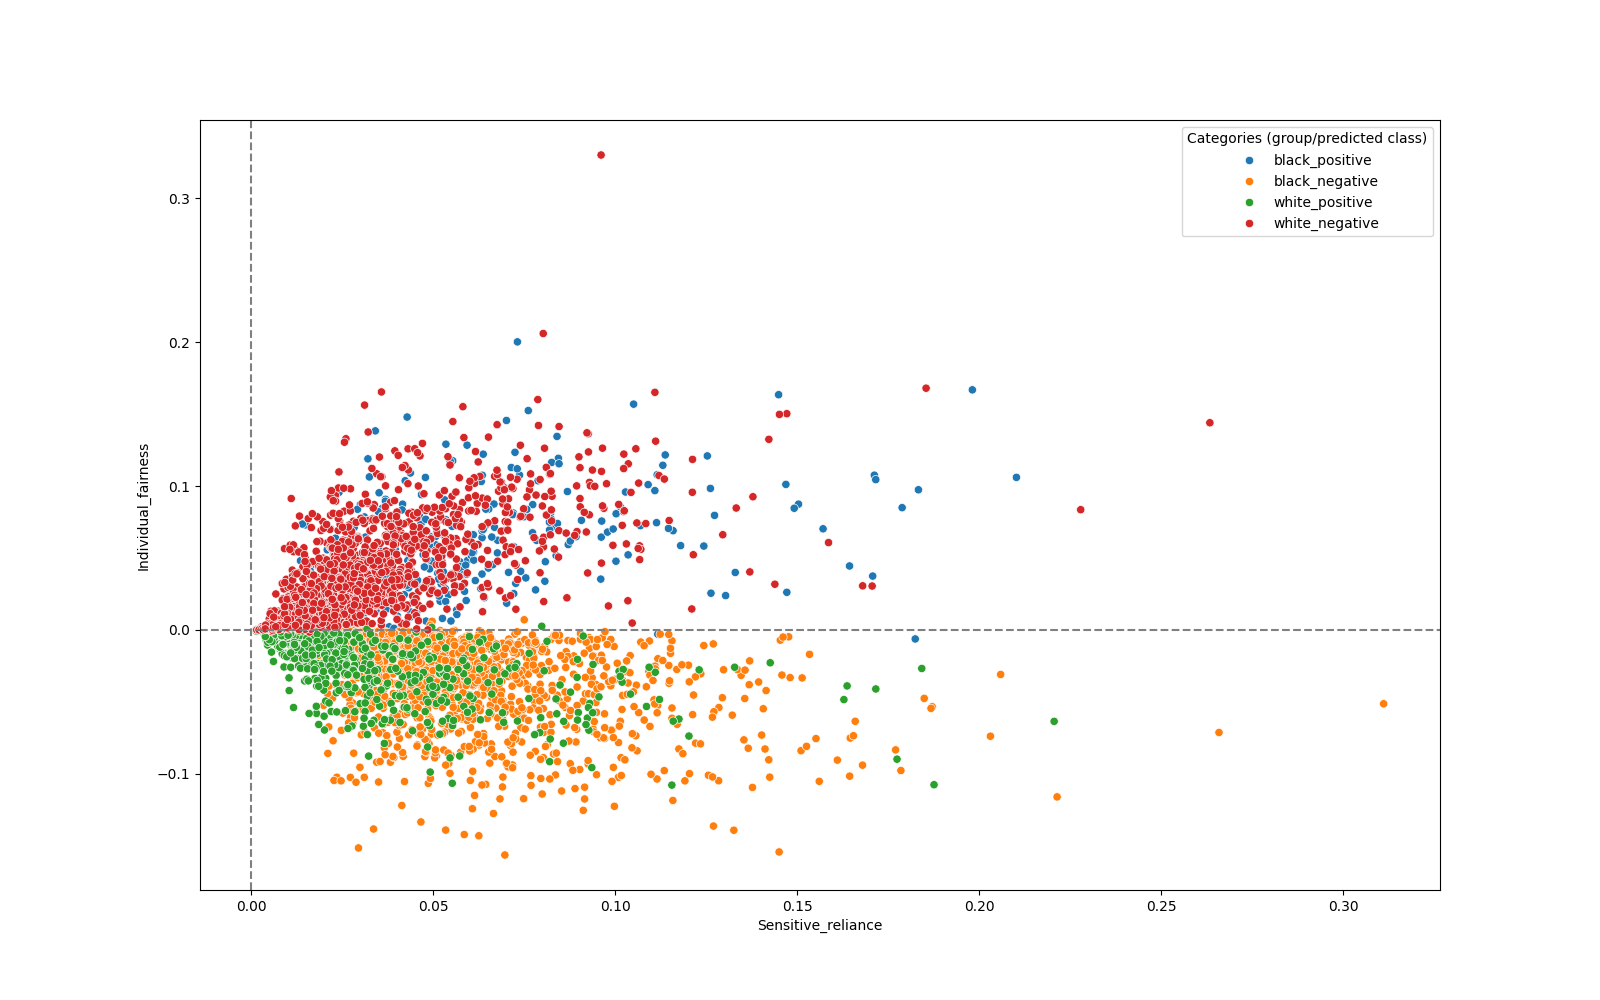 Categories (group/predicted class)
black_positive
black_negative
white_positive
white_negative
Individual_fairness
0.3
0.2
0.1
0.0
−0.1
0.00 0.05 0.10 0.15 0.20 0.25 0.30
Sensitive_reliance